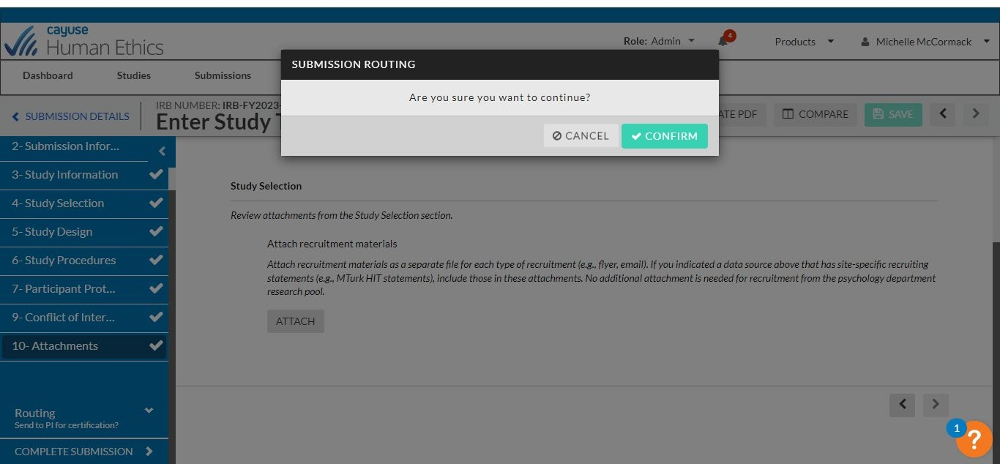 cayuse
Human Ethics
Role: Admin
4
Products
Michelle McCormack
SUBMISSION ROUTING
Dashboard
Studies
Submissions
Are you sure you want to continue?
CANCEL
CONFIRM
SUBMISSION DETAILS
IRB NUMBER: IRB-FY2023-
Enter Study
ATE PDF
COMPARE
SAVE
2- Submission Infor...
3- Study Information
4- Study Selection
5- Study Design
6- Study Procedures
7- Participant Prot...
9- Conflict of Inter...
10- Attachments
Routing
Send to PI for certification?
COMPLETE SUBMISSION
Study Selection
Review attachments from the Study Selection section.
Attach recruitment materials
Attach recruitment materials as a separate file for each type of recruitment (e.g., flyer, email). If you indicated a data source above that has site-specific recruiting
statements (e.g., MTurk HIT statements), include those in these attachments. No additional attachment is needed for recruitment from the psychology department
research pool.
ATTACH
1
?